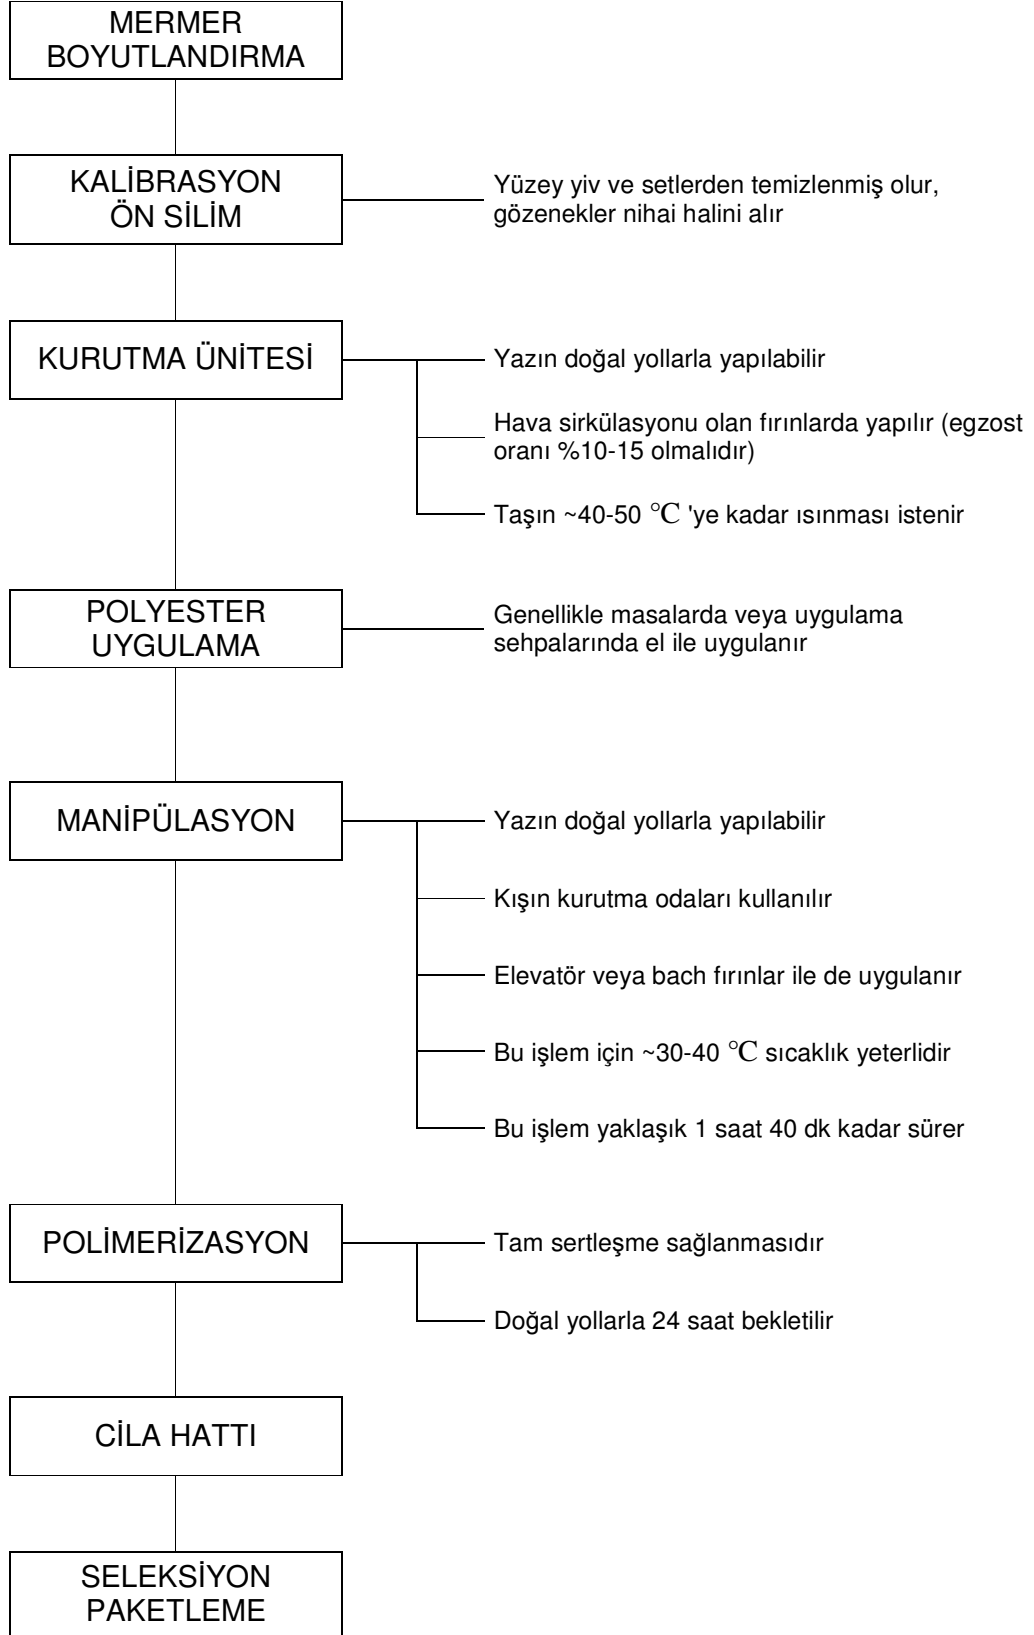 MERMER
BOYUTLANDIRMA
KALİBRASYON
ÖN SİLİM
Yüzey yiv ve setlerden temizlenmiş olur,
gözenekler nihai halini alır
KURUTMA ÜNİTESİ
Yazın doğal yollarla yapılabilir
Hava sirkülasyonu olan fırınlarda yapılır (egzost
oranı %10-15 olmalıdır)
Taşın ~40-50 °C 'ye kadar ısınması istenir
POLYESTER
UYGULAMA
Genellikle masalarda veya uygulama
sehpalarında el ile uygulanır
MANİPÜLASYON
Yazın doğal yollarla yapılabilir
Kışın kurutma odaları kullanılır
Elevatör veya bach fırınlar ile de uygulanır
Bu işlem için ~30-40 °C sıcaklık yeterlidir
Bu işlem yaklaşık 1 saat 40 dk kadar sürer
POLİMERİZASYON
Tam sertleşme sağlanmasıdır
Doğal yollarla 24 saat bekletilir
CİLA HATTI
SELEKSİYON
PAKETLEME